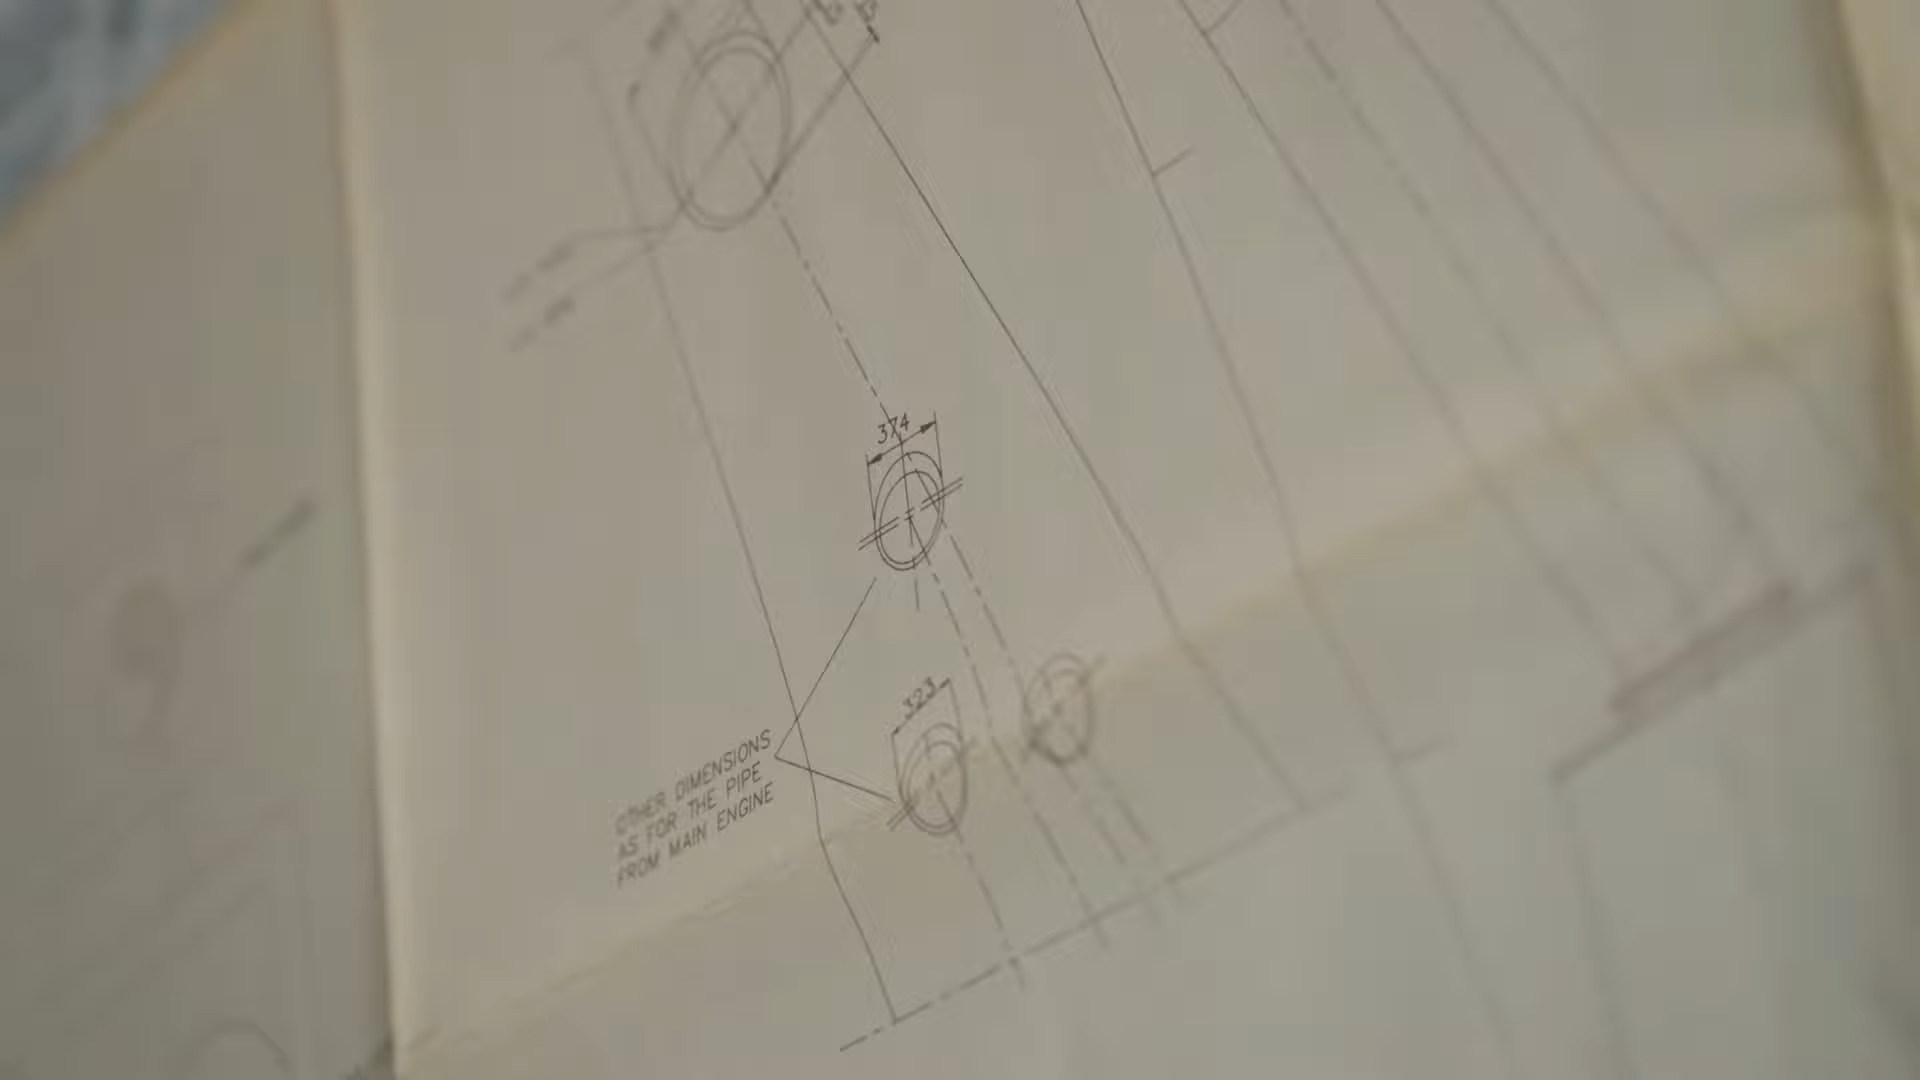 374
323
OTHER DIMENSIONS
AS FOR THE PIPE
FROM MAIN ENGINE